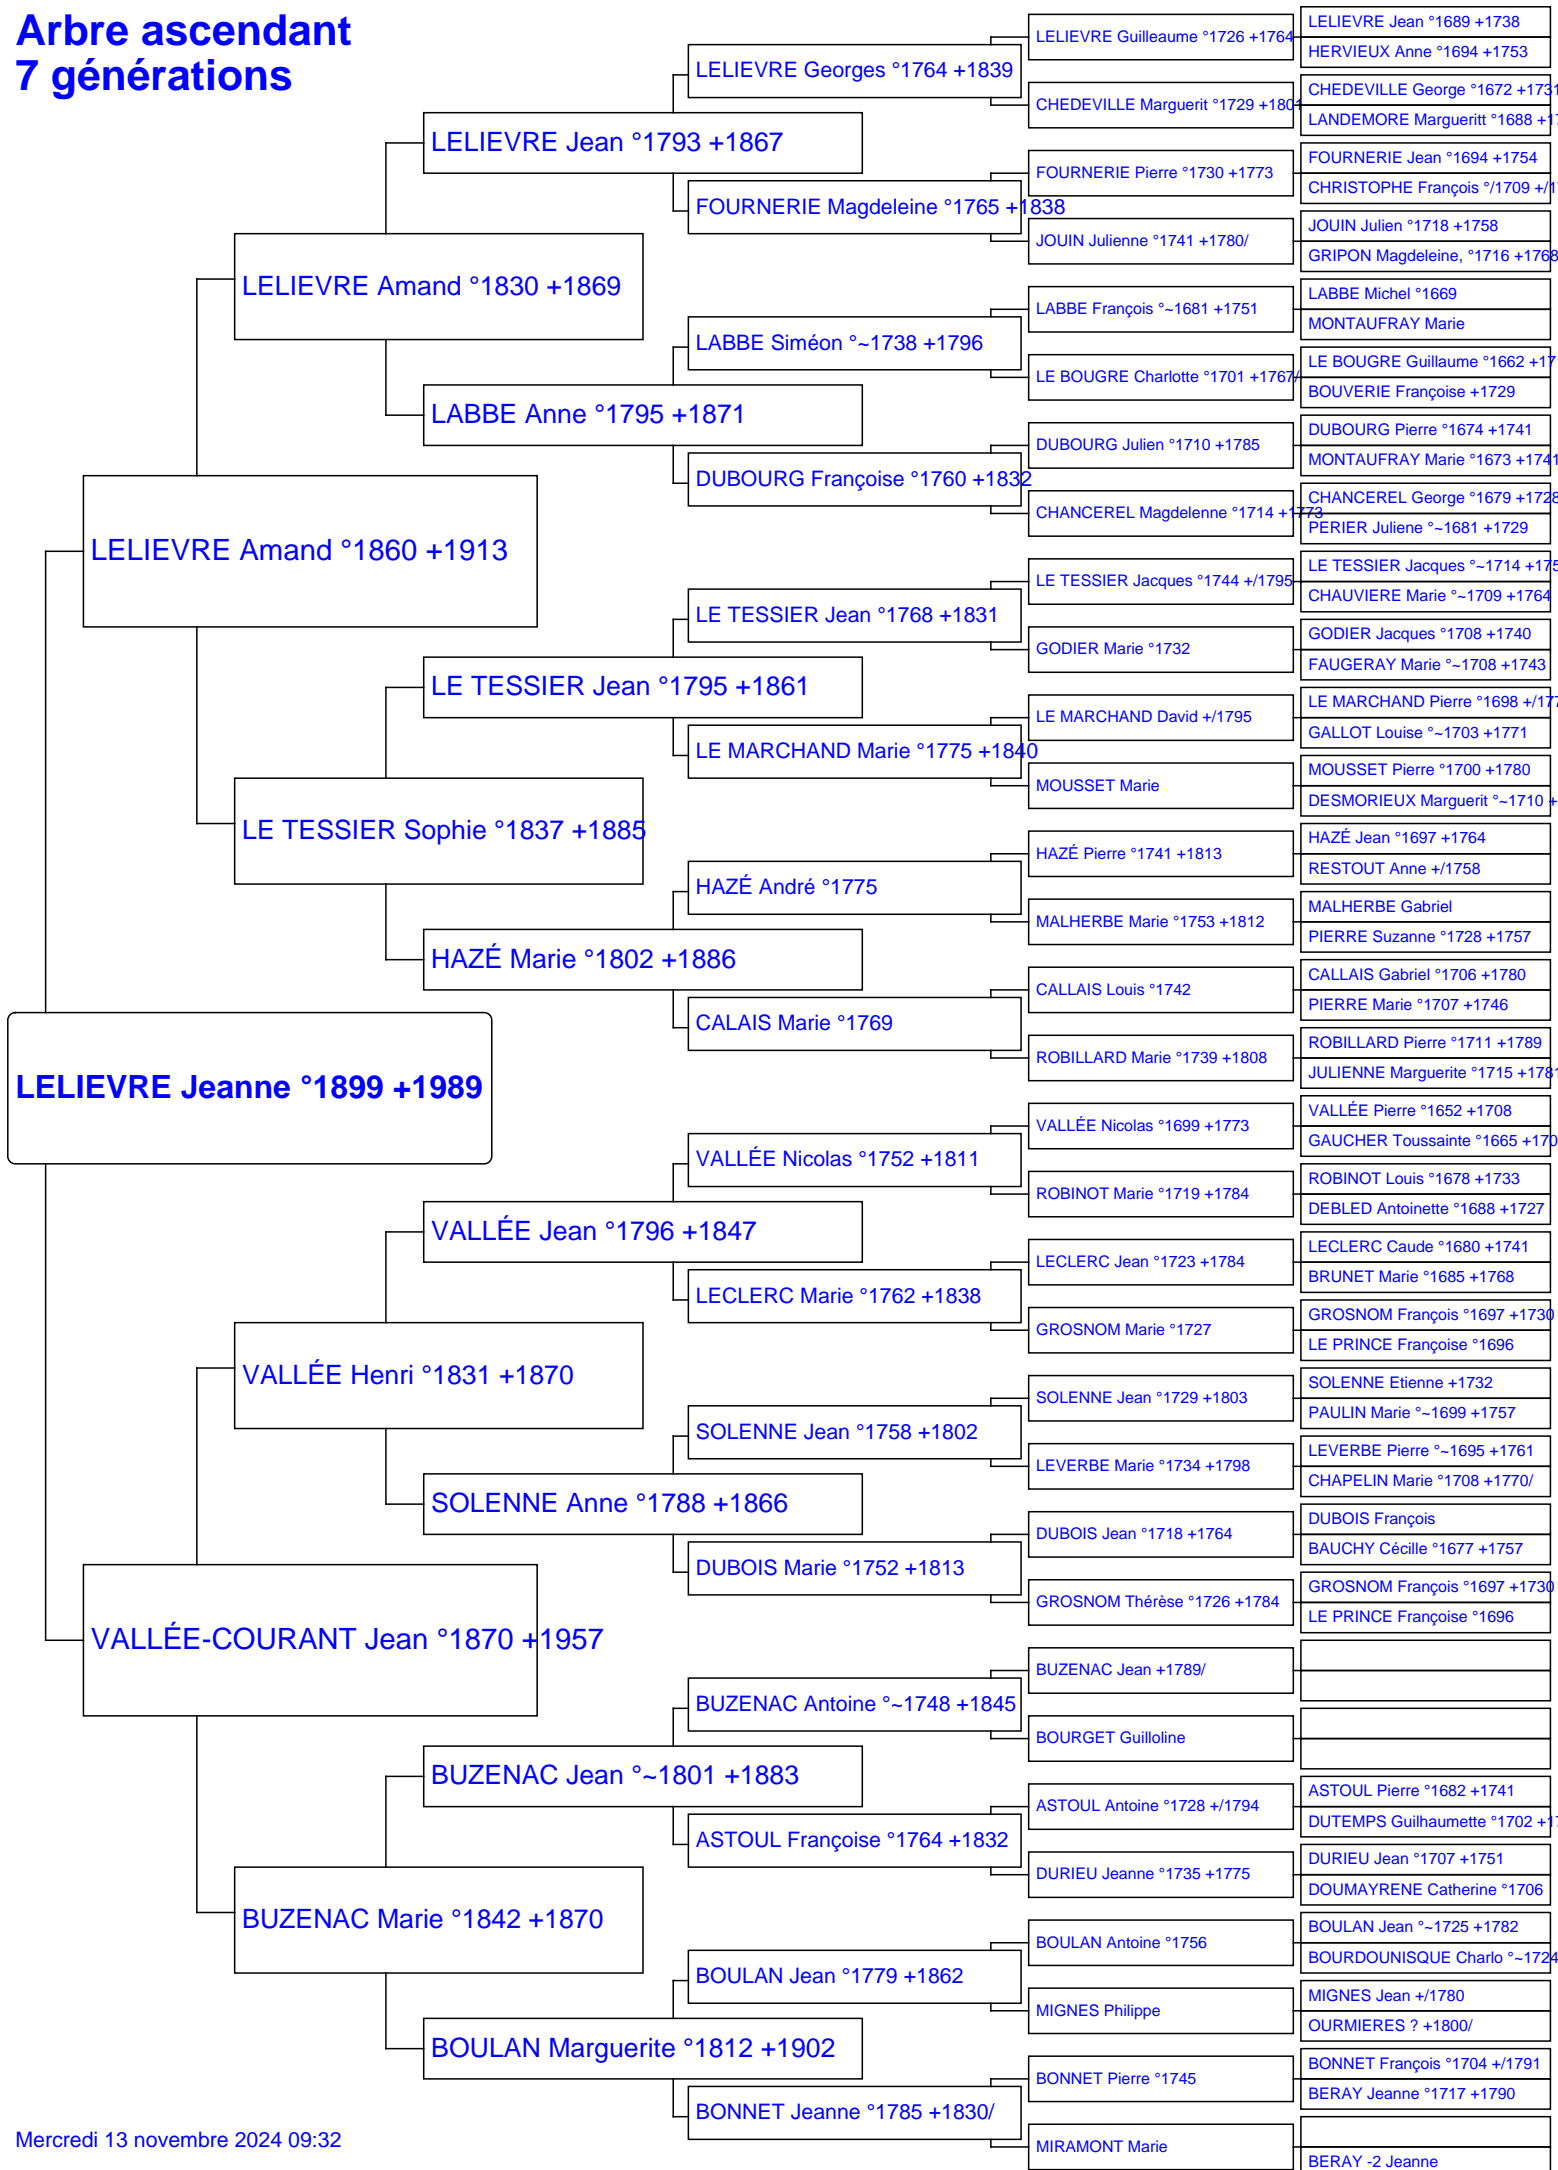 Arbre ascendant
7 générations
LELIEVRE Jeanne °1899 +1989
LELIEVRE Amand °1860 +1913
VALLÉE-COURANT Jean °1870 +1957
LELIEVRE Amand °1830 +1869
LE TESSIER Sophie °1837 +1885
VALLÉE Henri °1831 +1870
BUZENAC Marie °1842 +1870
LELIEVRE Jean °1793 +1867
LABBE Anne °1795 +1871
LE TESSIER Jean °1795 +1861
HAZÉ Marie °1802 +1886
VALLÉE Jean °1796 +1847
SOLENNE Anne °1788 +1866
BUZENAC Jean °~1801 +1883
BOULAN Marguerite °1812 +1902
LELIEVRE Georges °1764 +1839
FOURNERIE Magdeleine °1765 +1838
LABBE Siméon °~1738 +1796
DUBOURG Françoise °1760 +1832
LE TESSIER Jean °1768 +1831
LE MARCHAND Marie °1775 +1840
HAZÉ André °1775
CALAIS Marie °1769
VALLÉE Nicolas °1752 +1811
LECLERC Marie °1762 +1838
SOLENNE Jean °1758 +1802
DUBOIS Marie °1752 +1813
BUZENAC Antoine °~1748 +1845
ASTOUL Françoise °1764 +1832
BOULAN Jean °1779 +1862
BONNET Jeanne °1785 +1830/
LELIEVRE Guilleaume °1726 +1764
CHEDEVILLE Marguerit °1729 +1801
FOURNERIE Pierre °1730 +1773
JOUIN Julienne °1741 +1780/
LABBE François °~1681 +1751
LE BOUGRE Charlotte °1701 +1767/
DUBOURG Julien °1710 +1785
CHANCEREL Magdelenne °1714 +1773
LE TESSIER Jacques °1744 +/1795
GODIER Marie °1732
LE MARCHAND David +/1795
MOUSSET Marie
HAZÉ Pierre °1741 +1813
MALHERBE Marie °1753 +1812
CALLAIS Louis °1742
ROBILLARD Marie °1739 +1808
VALLÉE Nicolas °1699 +1773
ROBINOT Marie °1719 +1784
LECLERC Jean °1723 +1784
GROSNOM Marie °1727
SOLENNE Jean °1729 +1803
LEVERBE Marie °1734 +1798
DUBOIS Jean °1718 +1764
GROSNOM Thérèse °1726 +1784
BUZENAC Jean +1789/
BOURGET Guilloline
ASTOUL Antoine °1728 +/1794
DURIEU Jeanne °1735 +1775
BOULAN Antoine °1756
MIGNES Philippe
BONNET Pierre °1745
MIRAMONT Marie
LELIEVRE Jean °1689 +1738
HERVIEUX Anne °1694 +1753
CHEDEVILLE George °1672 +1731
LANDEMORE Margueritt °1688 +1
FOURNERIE Jean °1694 +1754
CHRISTOPHE François °/1709 +/1
JOUIN Julien °1718 +1758
GRIPON Magdeleine, °1716 +1768
LABBE Michel °1669
MONTAUFRAY Marie
LE BOUGRE Guillaume °1662 +17
BOUVERIE Françoise +1729
DUBOURG Pierre °1674 +1741
MONTAUFRAY Marie °1673 +1741
CHANCEREL George °1679 +1728
PERIER Juliene °~1681 +1729
LE TESSIER Jacques °~1714 +175
CHAUVIERE Marie °~1709 +1764
GODIER Jacques °1708 +1740
FAUGERAY Marie °~1708 +1743
LE MARCHAND Pierre °1698 +/177
GALLOT Louise °~1703 +1771
MOUSSET Pierre °1700 +1780
DESMORIEUX Marguerit °~1710 +
HAZÉ Jean °1697 +1764
RESTOUT Anne +/1758
MALHERBE Gabriel
PIERRE Suzanne °1728 +1757
CALLAIS Gabriel °1706 +1780
PIERRE Marie °1707 +1746
ROBILLARD Pierre °1711 +1789
JULIENNE Marguerite °1715 +1781
VALLÉE Pierre °1652 +1708
GAUCHER Toussainte °1665 +170
ROBINOT Louis °1678 +1733
DEBLED Antoinette °1688 +1727
LECLERC Caude °1680 +1741
BRUNET Marie °1685 +1768
GROSNOM François °1697 +1730
LE PRINCE Françoise °1696
SOLENNE Etienne +1732
PAULIN Marie °~1699 +1757
LEVERBE Pierre °~1695 +1761
CHAPELIN Marie °1708 +1770/
DUBOIS François
BAUCHY Cécille °1677 +1757
GROSNOM François °1697 +1730
LE PRINCE Françoise °1696
ASTOUL Pierre °1682 +1741
DUTEMPS Guilhaumette °1702 +1
DURIEU Jean °1707 +1751
DOUMAYRENE Catherine °1706
BOULAN Jean °~1725 +1782
BOURDOUNISQUE Charlo °~1724
MIGNES Jean +/1780
OURMIERES ? +1800/
BONNET François °1704 +/1791
BERAY Jeanne °1717 +1790
BERAY -2 Jeanne
Mercredi 13 novembre 2024 09:32